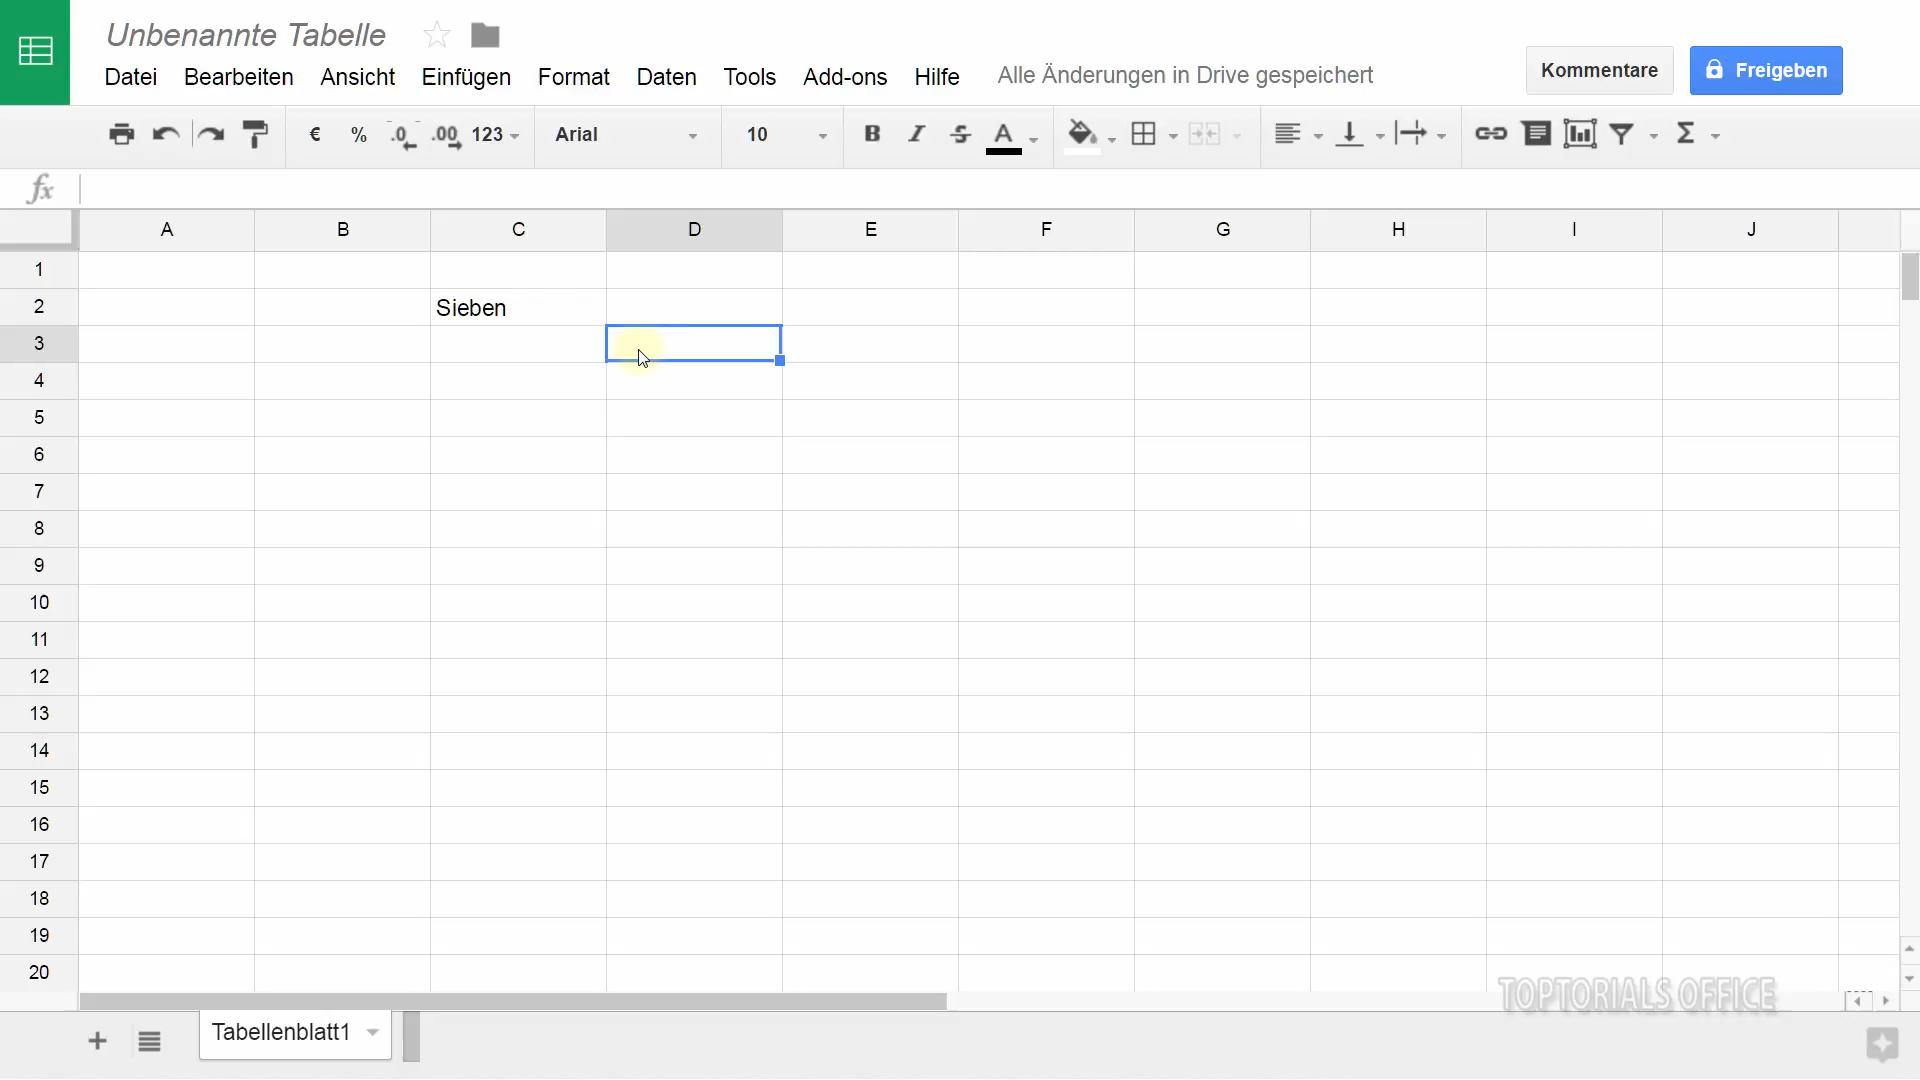 Unbenannte Tabelle
Datei Bearbeiten Ansicht Einfügen Format Daten Tools Add-ons Hilfe Alle Änderungen in Drive gespeichert
Kommentare Freigeben
€ % .0 .00 123 Arial 10 B I S A Σ
fx
A B C D E F G H I J
1
2 Sieben
3
4
5
6
7
8
9
10
11
12
13
14
15
16
17
18
19
20
TOPTORIALS OFFICE
+ Tabellenblatt1